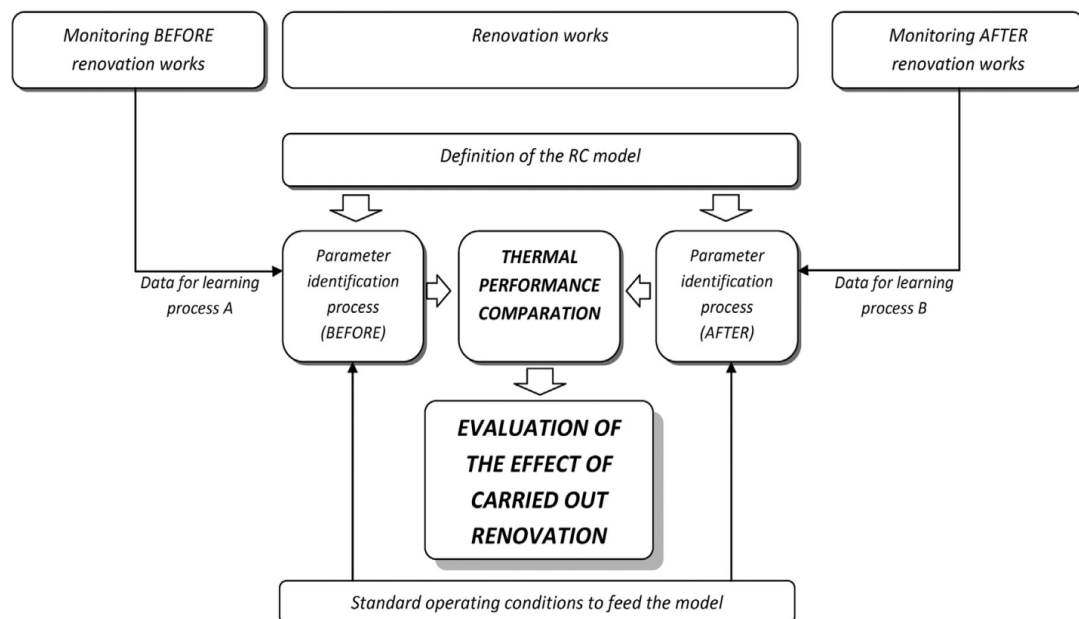 Monitoring BEFORE
renovation works
Renovation works
Monitoring AFTER
renovation works
Definition of the RC model
Parameter
identification
process
(BEFORE)
THERMAL
PERFORMANCE
COMPARATION
Parameter
identification
process
(AFTER)
Data for learning
process A
Data for learning
process B
EVALUATION OF
THE EFFECT OF
CARRIED OUT
RENOVATION
Standard operating conditions to feed the model